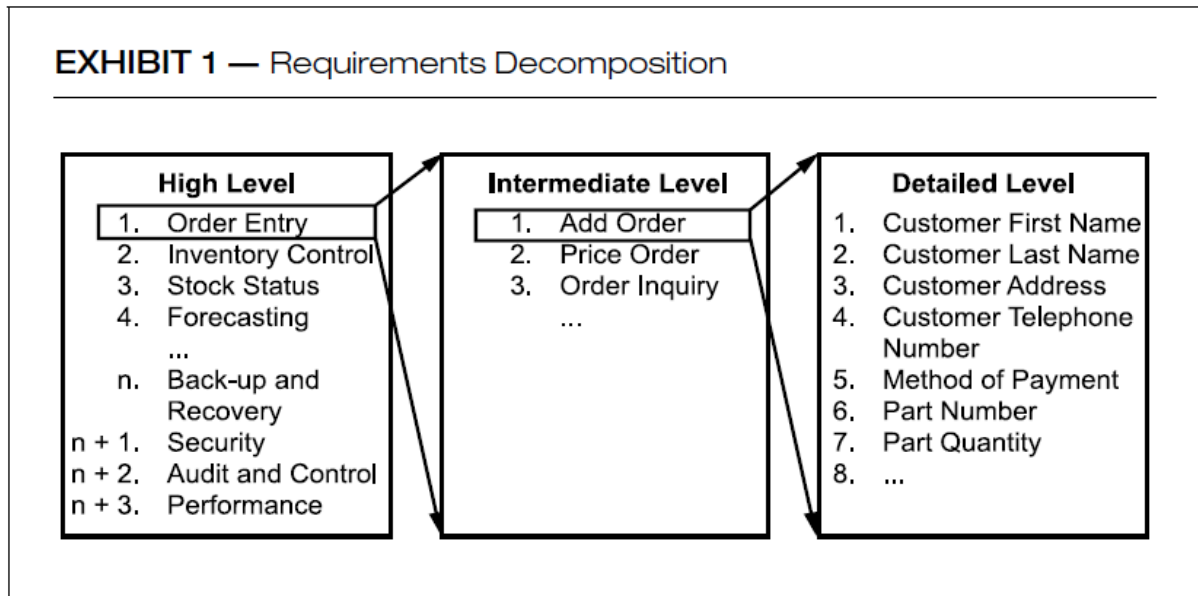 EXHIBIT 1 — Requirements Decomposition
High Level
1. Order Entry
2. Inventory Control
3. Stock Status
4. Forecasting
...
n. Back-up and
Recovery
n + 1. Security
n + 2. Audit and Control
n + 3. Performance
Intermediate Level
1. Add Order
2. Price Order
3. Order Inquiry
...
Detailed Level
1. Customer First Name
2. Customer Last Name
3. Customer Address
4. Customer Telephone
Number
5. Method of Payment
6. Part Number
7. Part Quantity
8. ...